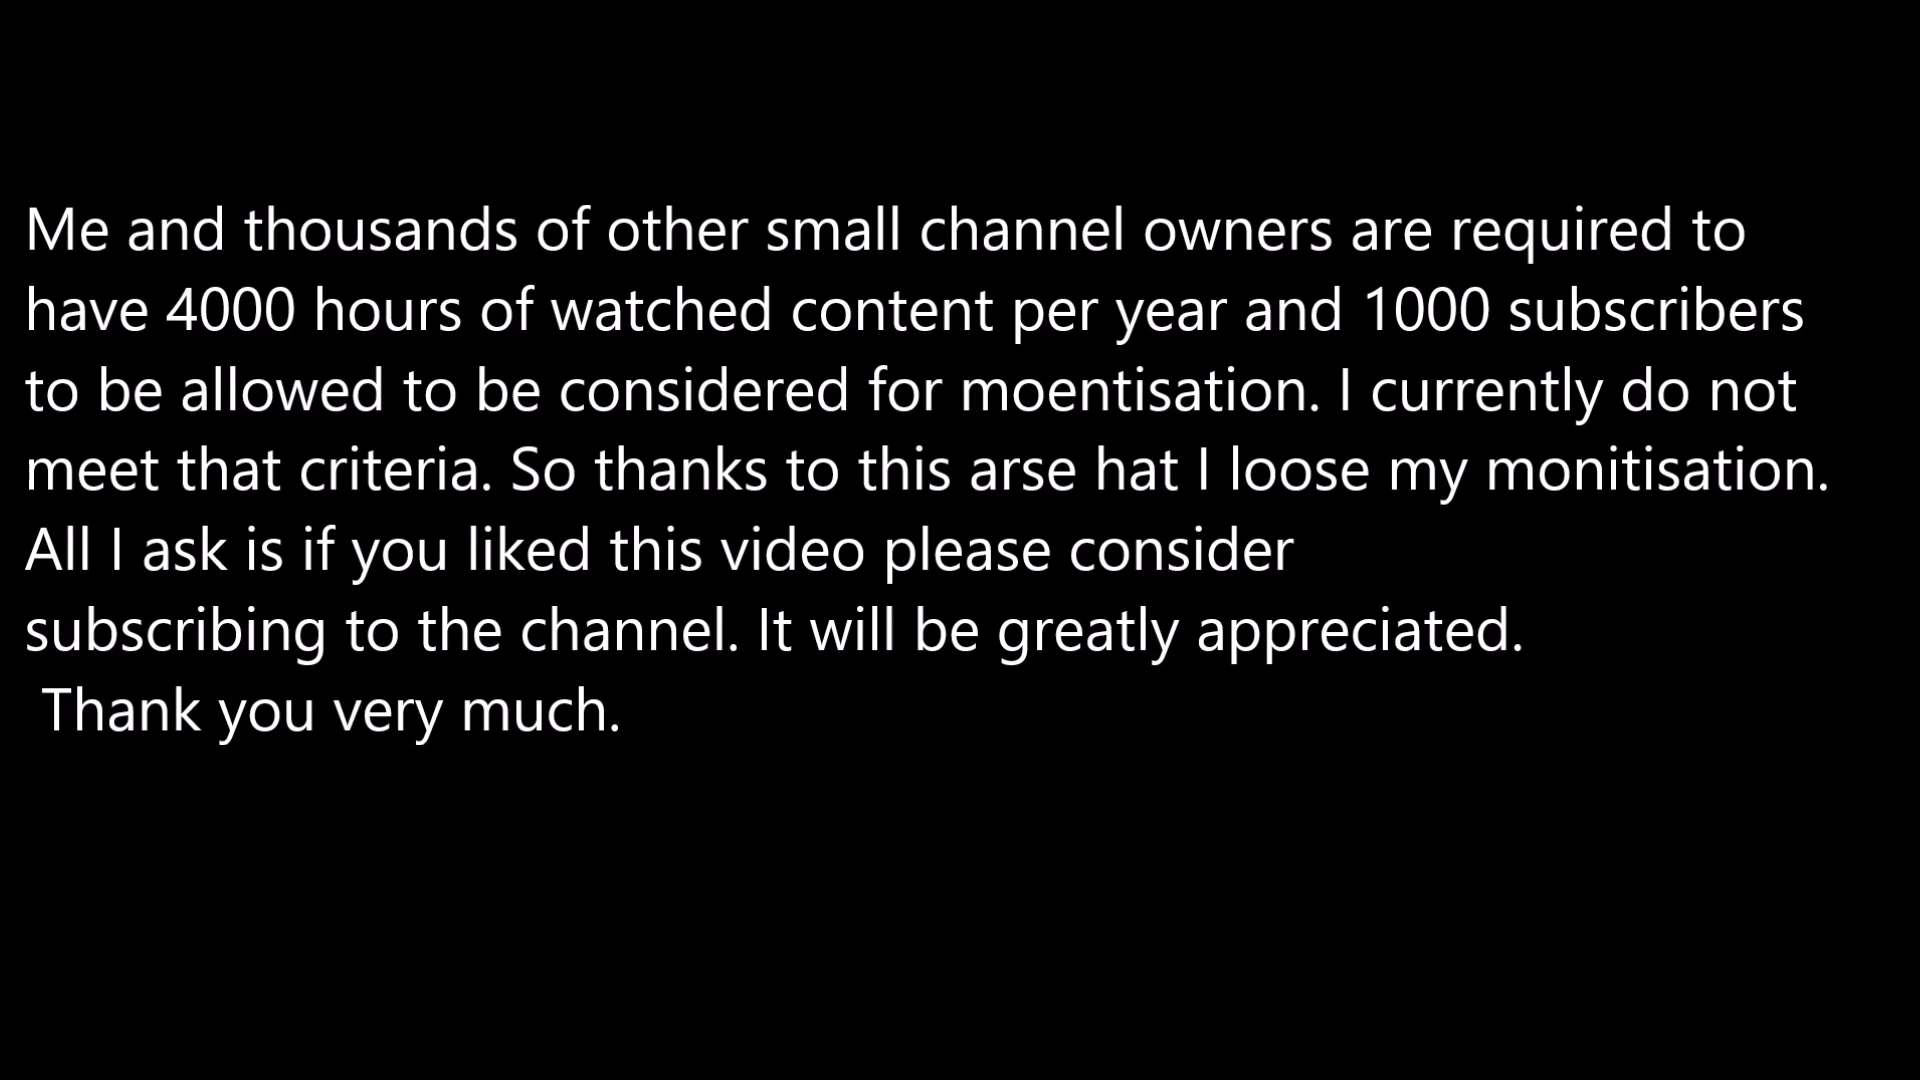 Me and thousands of other small channel owners are required to
have 4000 hours of watched content per year and 1000 subscribers
to be allowed to be considered for moentisation. I currently do not
meet that criteria. So thanks to this arse hat I loose my monitisation.
All I ask is if you liked this video please consider
subscribing to the channel. It will be greatly appreciated.
Thank you very much.